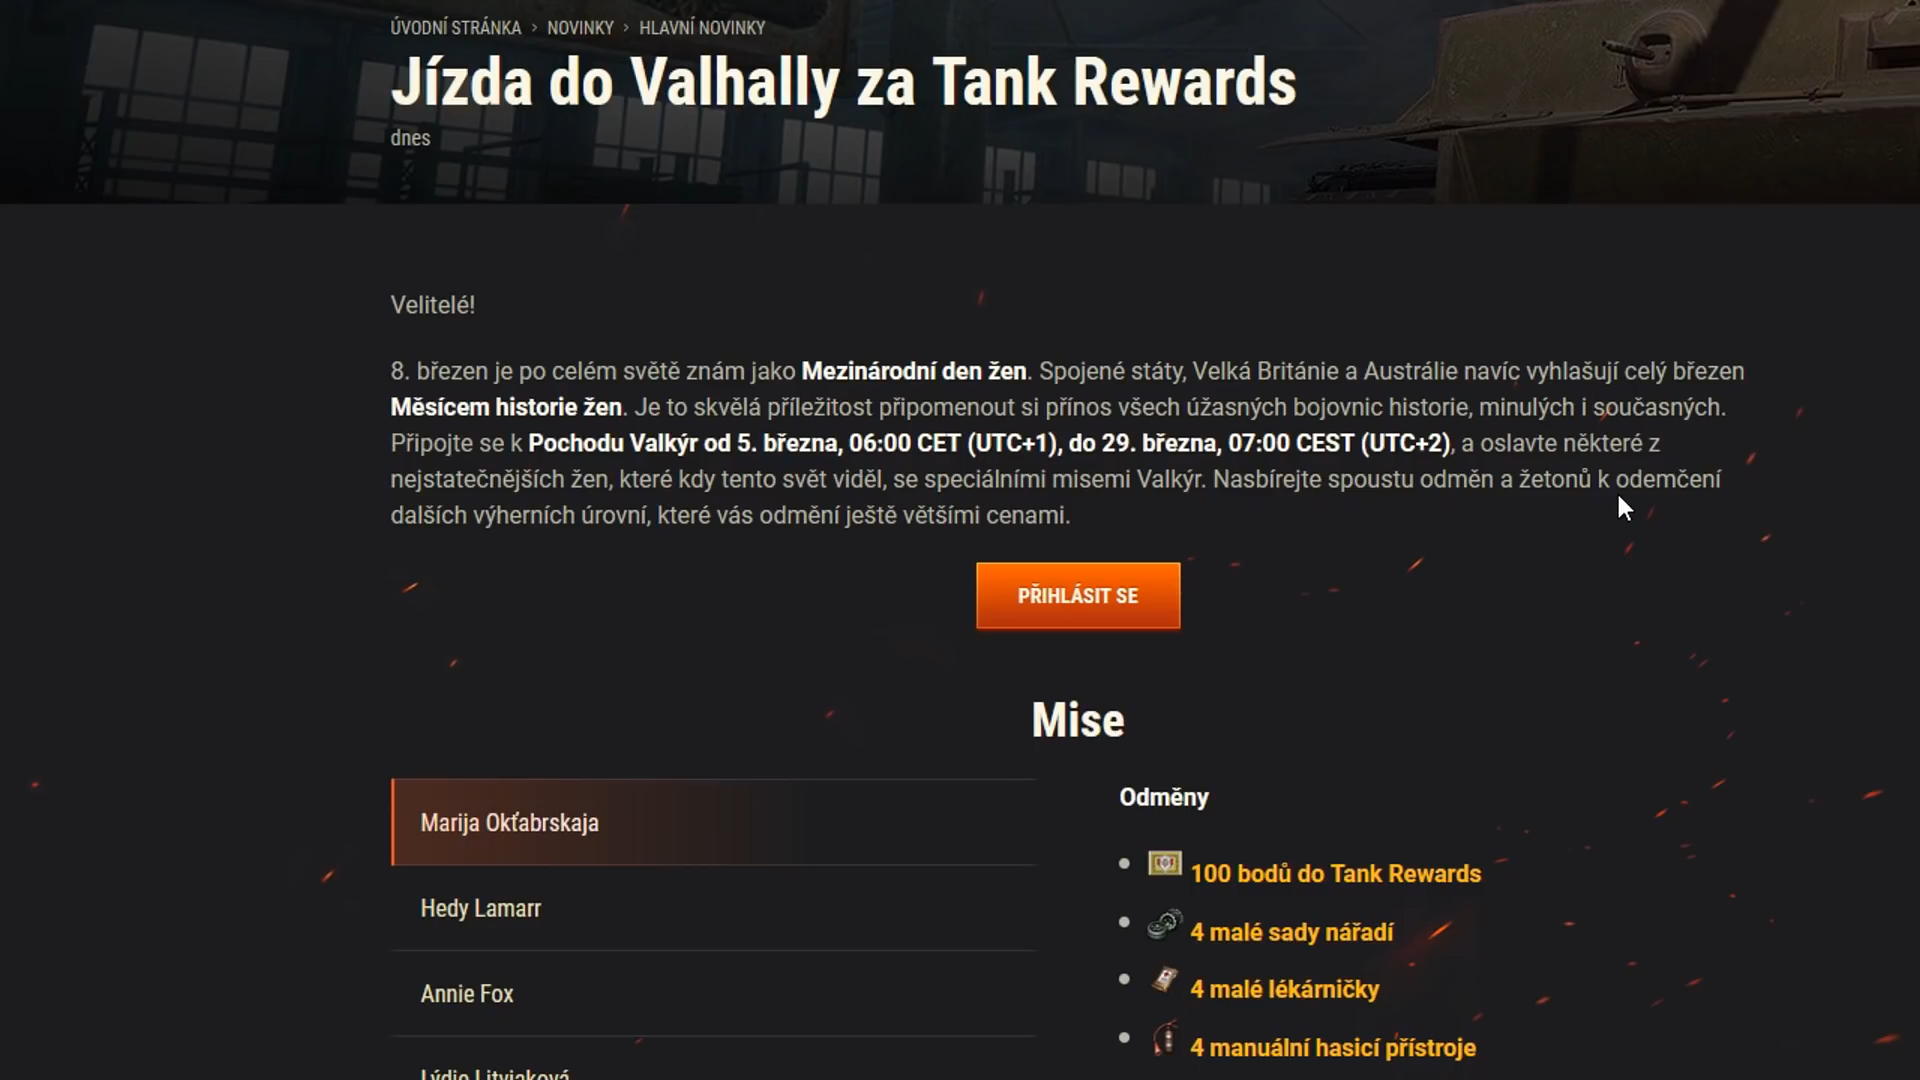 ÚVODNÍ STRÁNKA > NOVINKY > HLAVNÍ NOVINKY
Jízda do Valhally za Tank Rewards
dnes
Velitelé!
8. březen je po celém světě znám jako Mezinárodní den žen. Spojené státy, Velká Británie a Austrálie navíc vyhlašují celý březen
Měsícem historie žen. Je to skvělá příležitost připomenout si přínos všech úžasných bojovnic historie, minulých i současných.
Připojte se k Pochodu Valkýr od 5. března, 06:00 CET (UTC+1), do 29. března, 07:00 CEST (UTC+2), a oslavte některé z
nejstatečnějších žen, které kdy tento svět viděl, se speciálními misemi Valkýr. Nasbírejte spoustu odměn a žetonů k odemčení
dalších výherních úrovní, které vás odmění ještě většími cenami.
PŘIHLÁSIT SE
Mise
Marija Okťabrskaja
Hedy Lamarr
Annie Fox
Lýdie Litvjaková
Odměny
100 bodů do Tank Rewards
4 malé sady nářadí
4 malé lékárničky
4 manuální hasicí přístroje